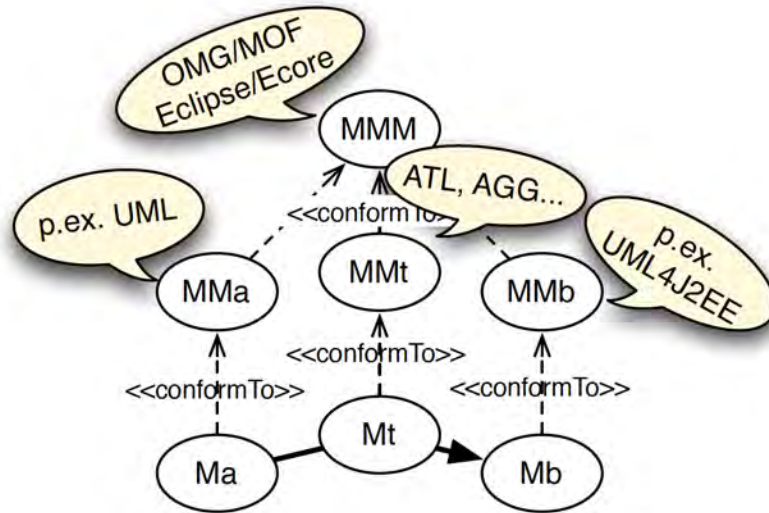 OMG/MOF
Eclipse/Ecore
MMM
ATL, AGG...
p.ex. UML
<<conformTo>>
p.ex.
UML4J2EE
MMa
MMt
MMb
<<conformTo>>
<<conformTo>>
<<conformTo>>
Ma
Mt
Mb